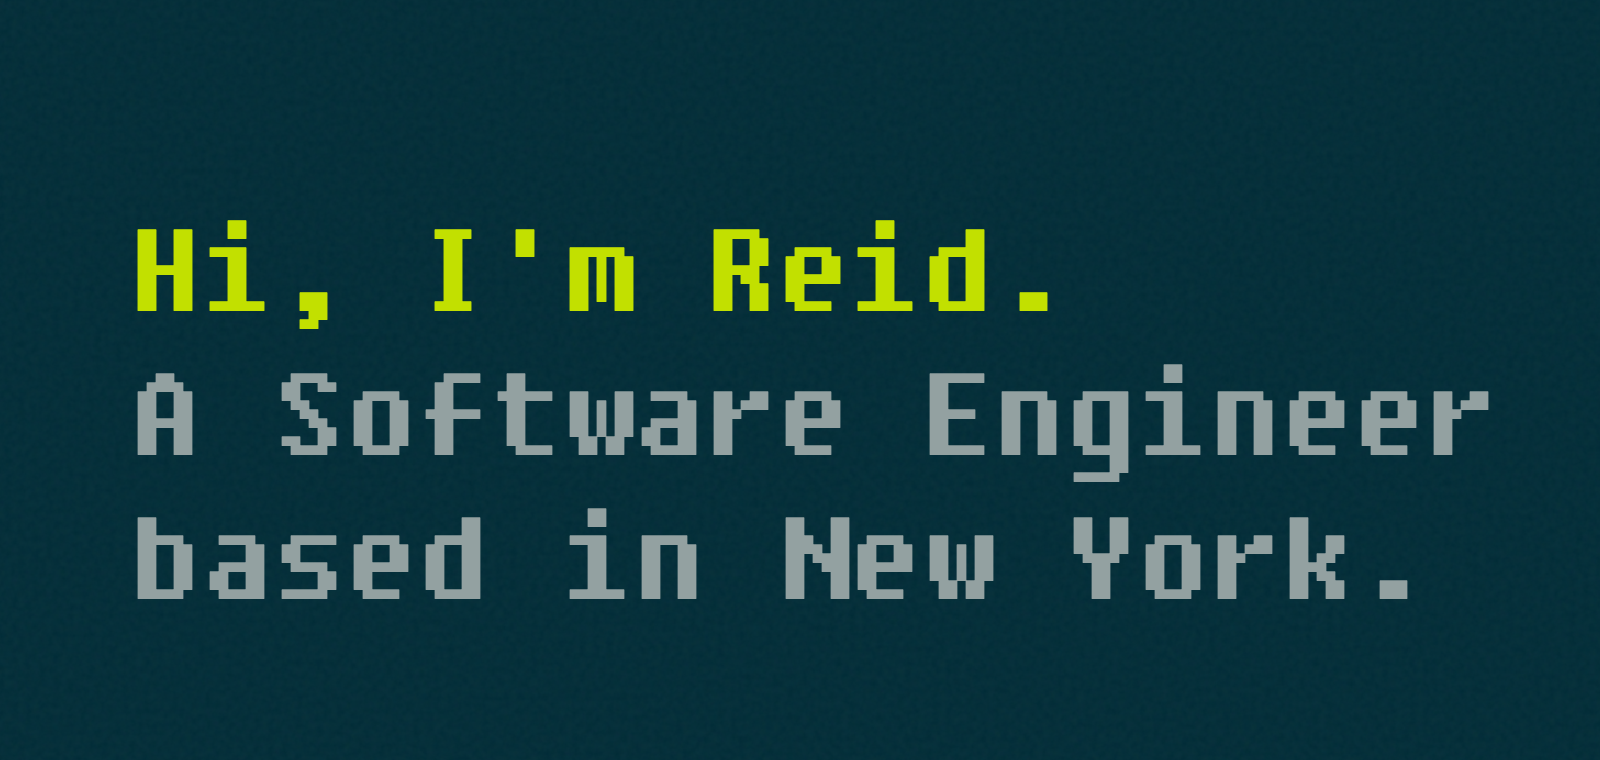 Hi, I'm Reid.
A Software Engineer
based in New York.